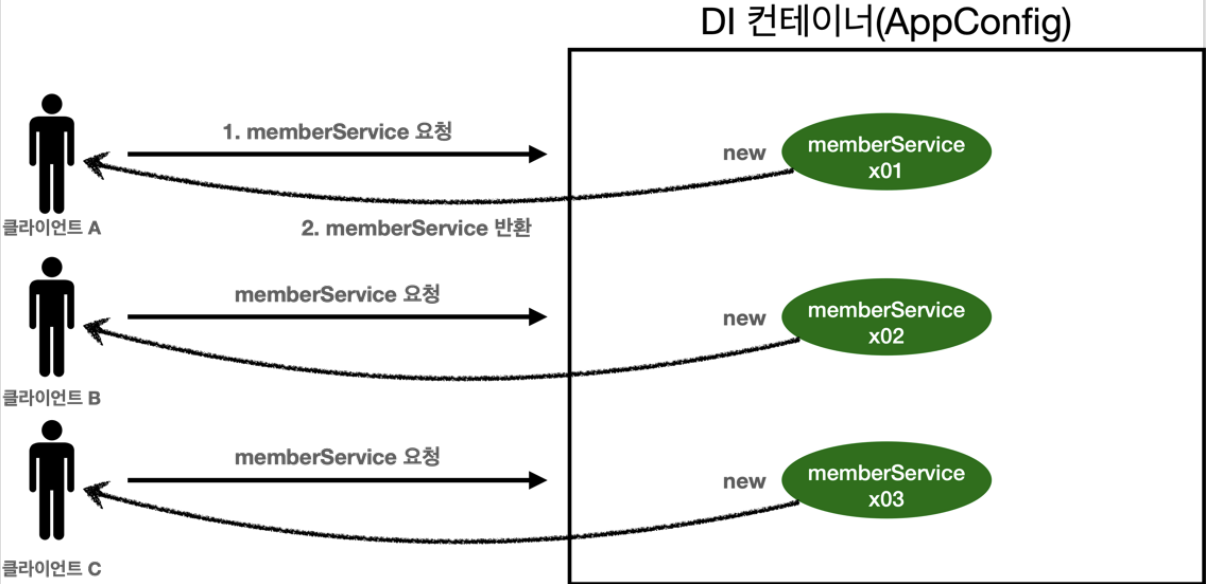 DI 컨테이너(AppConfig)
1. memberService 요청
new
memberService
x01
클라이언트 A
2. memberService 반환
memberService 요청
new
memberService
x02
클라이언트 B
memberService 요청
new
memberService
x03
클라이언트 C